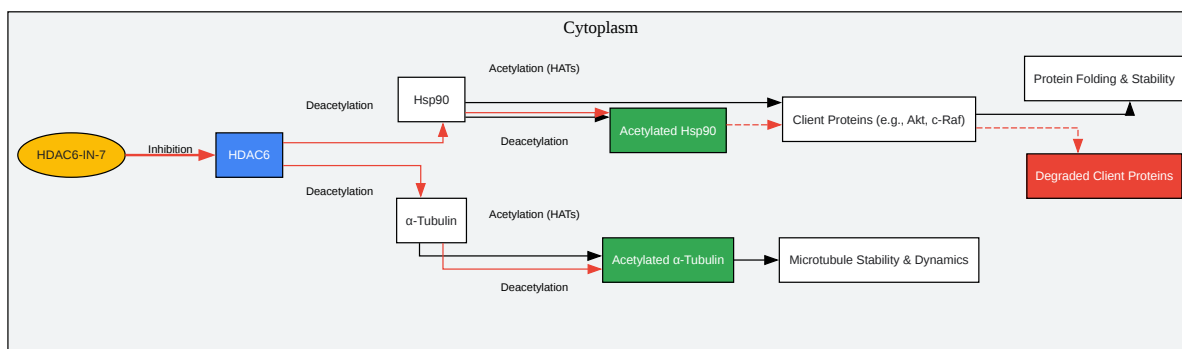 Cytoplasm
Acetylation (HATs)
Protein Folding & Stability
Hsp90
Deacetylation
Client Proteins (e.g., Akt, c-Raf)
Acetylated Hsp90
Deacetylation
HDAC6-IN-7
Inhibition
HDAC6
Degraded Client Proteins
Deacetylation
α-Tubulin
Acetylation (HATs)
Acetylated α-Tubulin
Microtubule Stability & Dynamics
Deacetylation